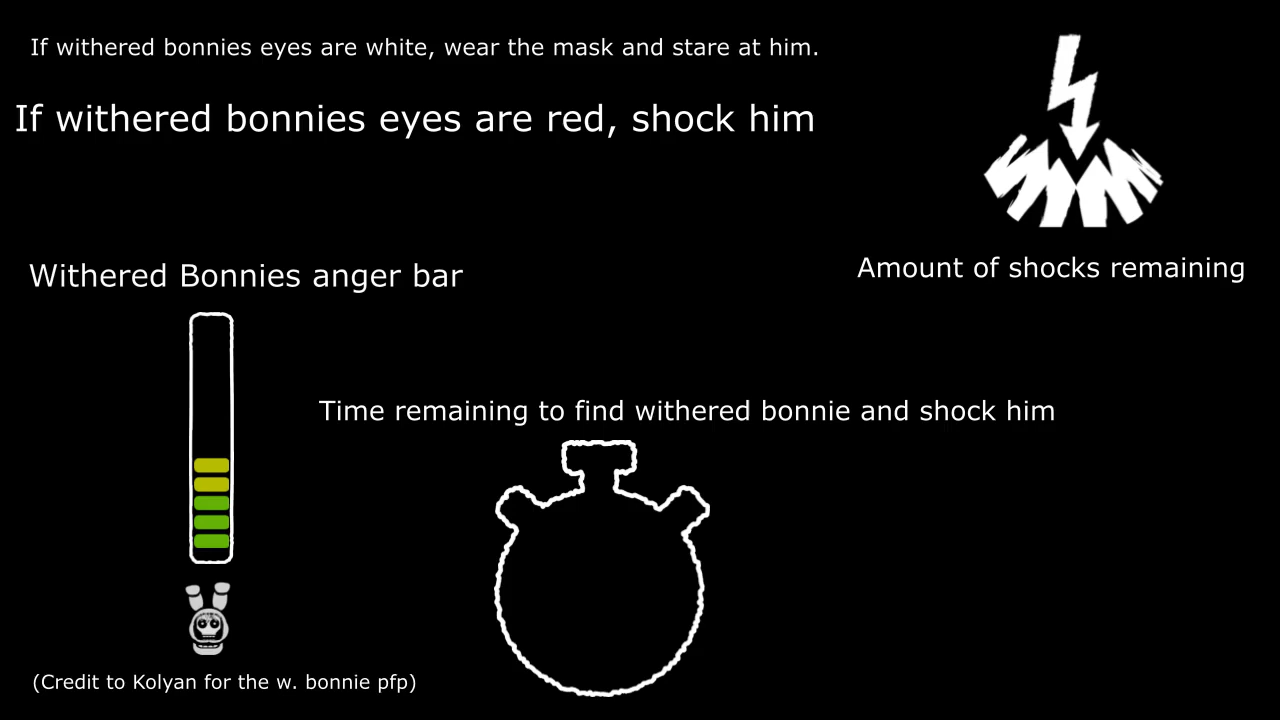 If withered bonnies eyes are white, wear the mask and stare at him.
If withered bonnies eyes are red, shock him
Amount of shocks remaining
Withered Bonnies anger bar
Time remaining to find withered bonnie and shock him
(Credit to Kolyan for the w. bonnie pfp)